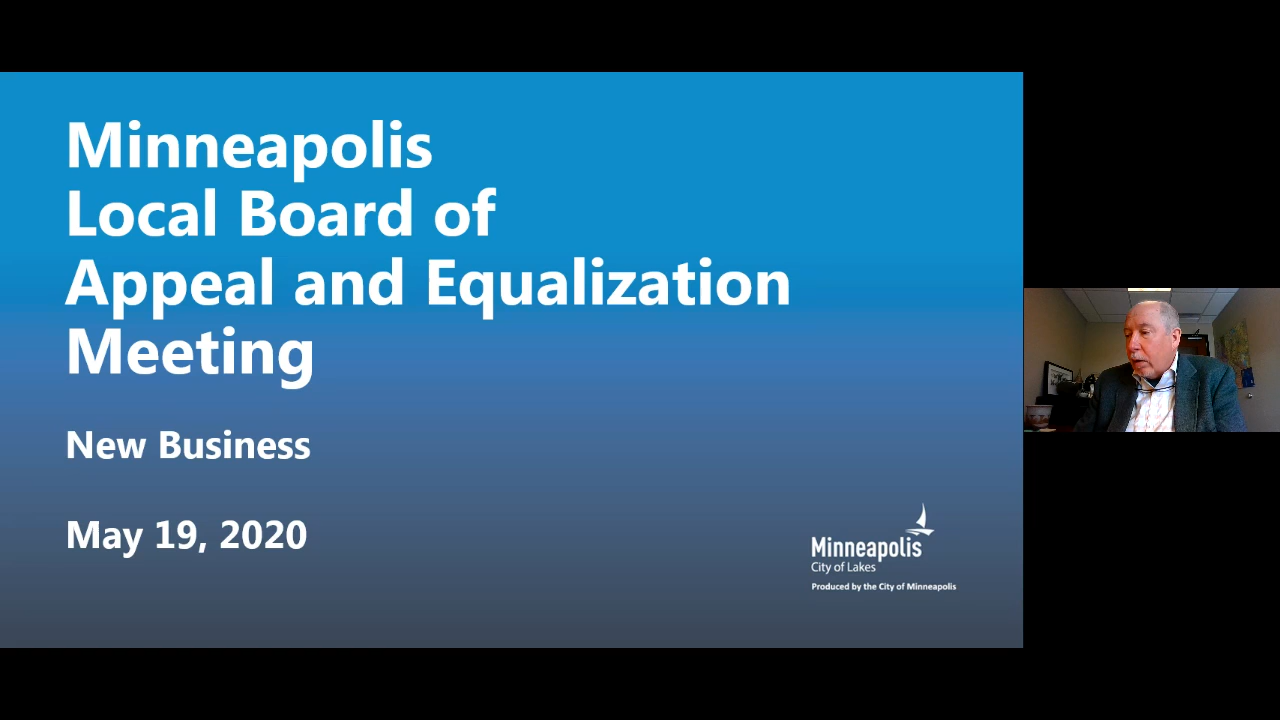 Minneapolis
Local Board of
Appeal and Equalization
Meeting
New Business
May 19, 2020
Minneapolis
City of Lakes
Produced by the City of Minneapolis